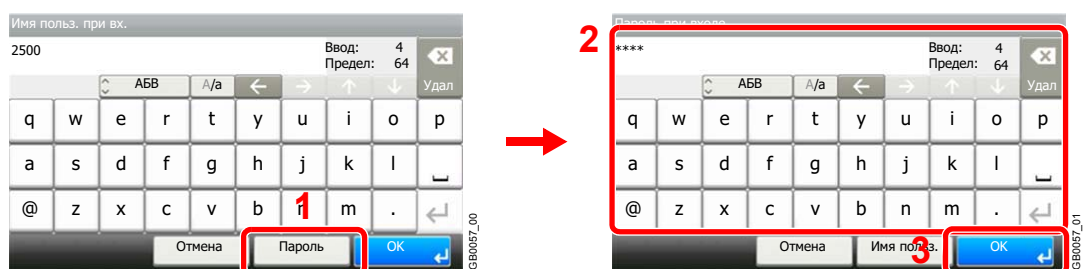 Имя польз. при вх.
2500
Ввод: 4
Предел: 64
АБВ A/a Удал
q w e r t y u i o p
a s d f g h j k l
@ z x c v b n m .
1
Отмена Пароль OK
GB0057_00
2
Пароль при входе
****
Ввод: 4
Предел: 64
АБВ A/a Удал
q w e r t y u i o p
a s d f g h j k l
@ z x c v b n m .
Отмена Имя польз. OK
3
GB0057_01